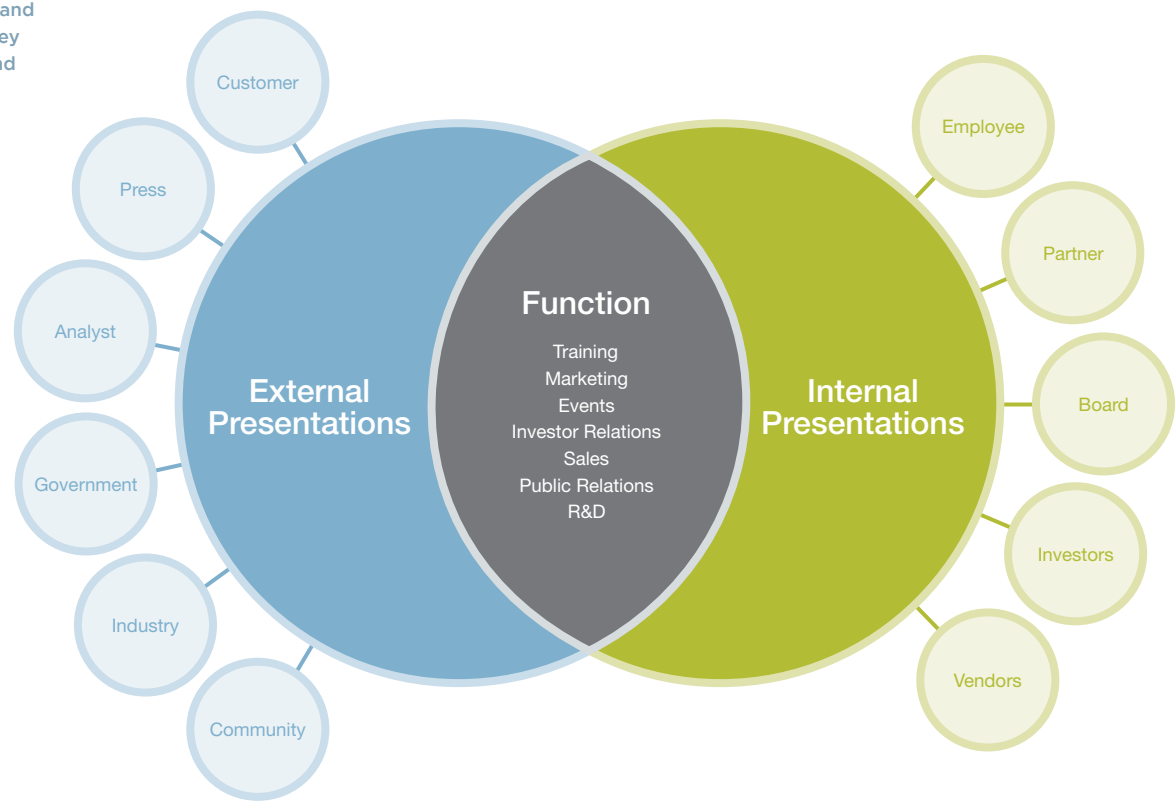 and
ey
nd
Customer
Press
Analyst
Government
Industry
Community
External
Presentations
Function
Training
Marketing
Events
Investor Relations
Sales
Public Relations
R&D
Internal
Presentations
Employee
Partner
Board
Investors
Vendors